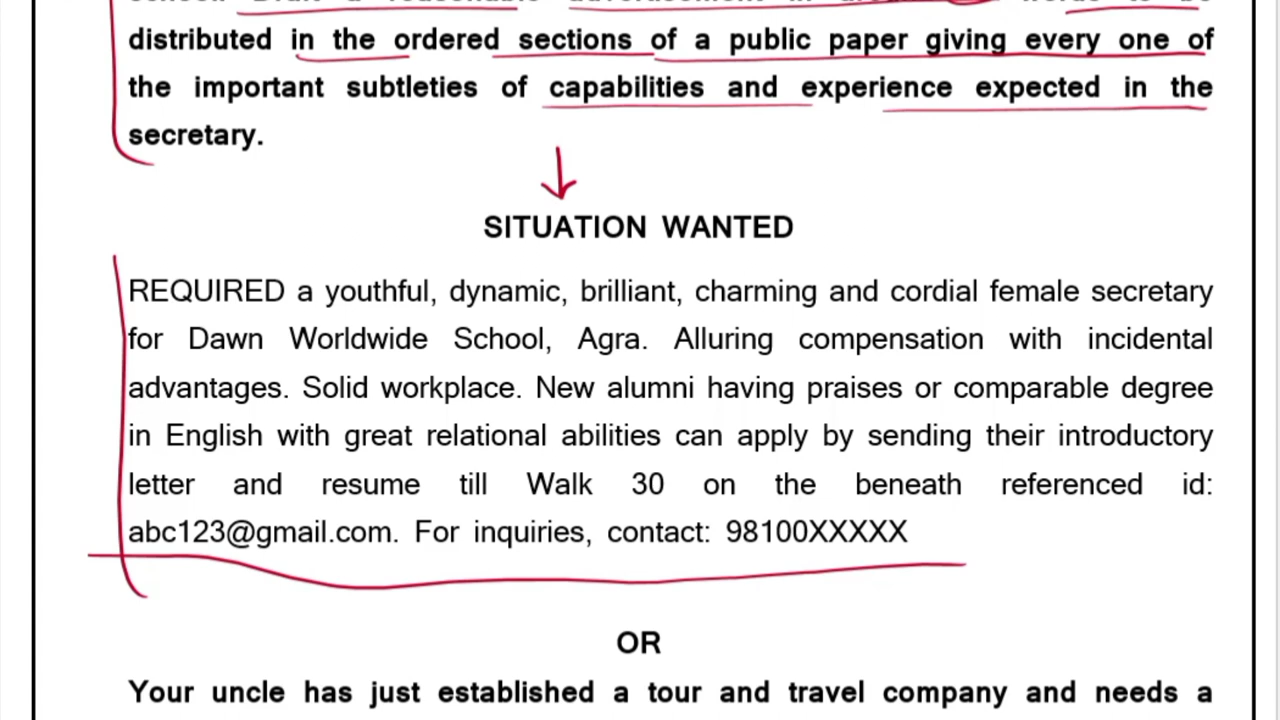 distributed in the ordered sections of a public paper giving every one of
the important subtleties of capabilities and experience expected in the
secretary.
SITUATION WANTED
REQUIRED a youthful, dynamic, brilliant, charming and cordial female secretary
for Dawn Worldwide School, Agra. Alluring compensation with incidental
advantages. Solid workplace. New alumni having praises or comparable degree
in English with great relational abilities can apply by sending their introductory
letter and resume till Walk 30 on the beneath referenced id:
abc123@gmail.com. For inquiries, contact: 98100XXXXX
OR
Your uncle has just established a tour and travel company and needs a